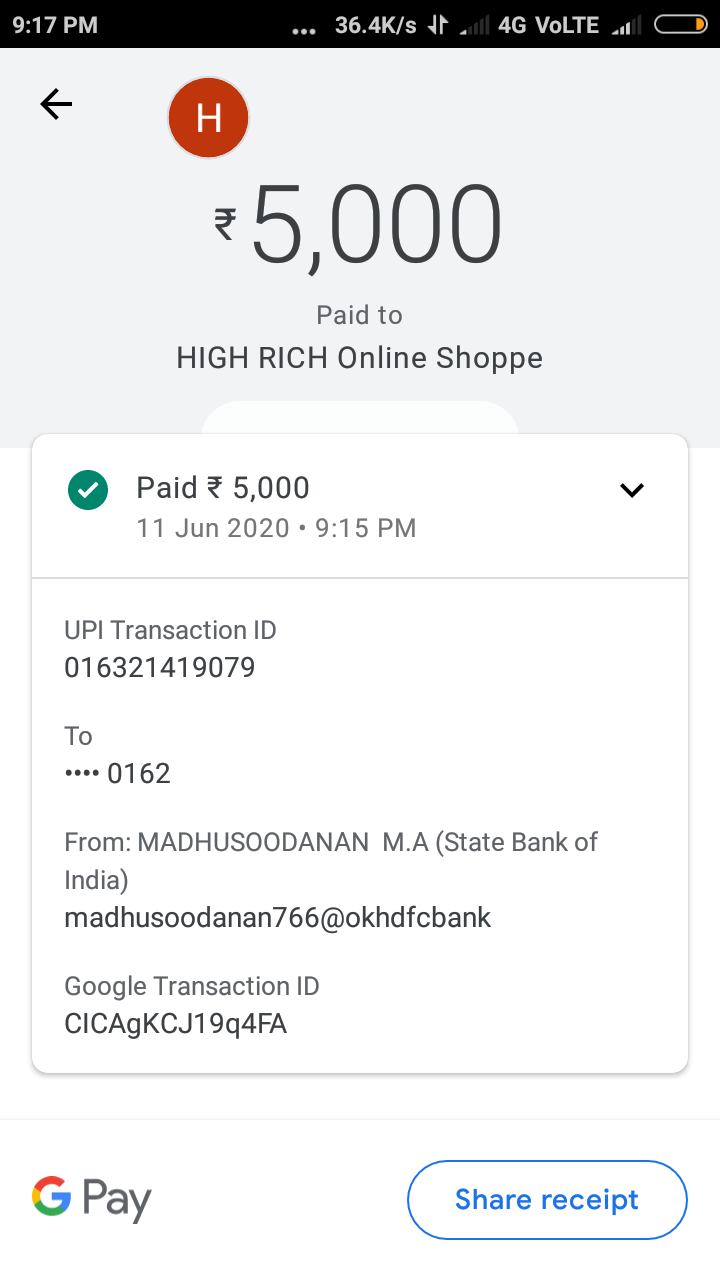 9:17 PM ... 36.4K/s 4G VoLTE
H
₹5,000
Paid to
HIGH RICH Online Shoppe
Paid ₹ 5,000
11 Jun 2020 • 9:15 PM
UPI Transaction ID
016321419079
To
•••• 0162
From: MADHUSOODANAN  M.A (State Bank of
India)
madhusoodanan766@okhdfcbank
Google Transaction ID
CICAgKCJ19q4FA
G Pay
Share receipt